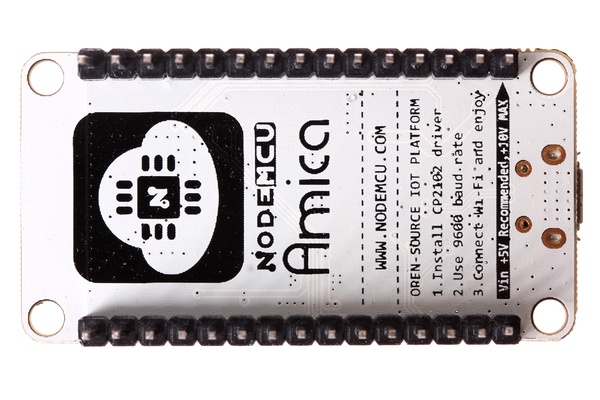 NODEMCU
Amica
WWW.NODEMCU.COM
OREN-SOURCE IOT PLATFORM
1.Install CP2102 driver
2.Use 9600 baud rate
3.Connect Wi-Fi and enjoy
Vin +5V Recommended,+10V MAX
N